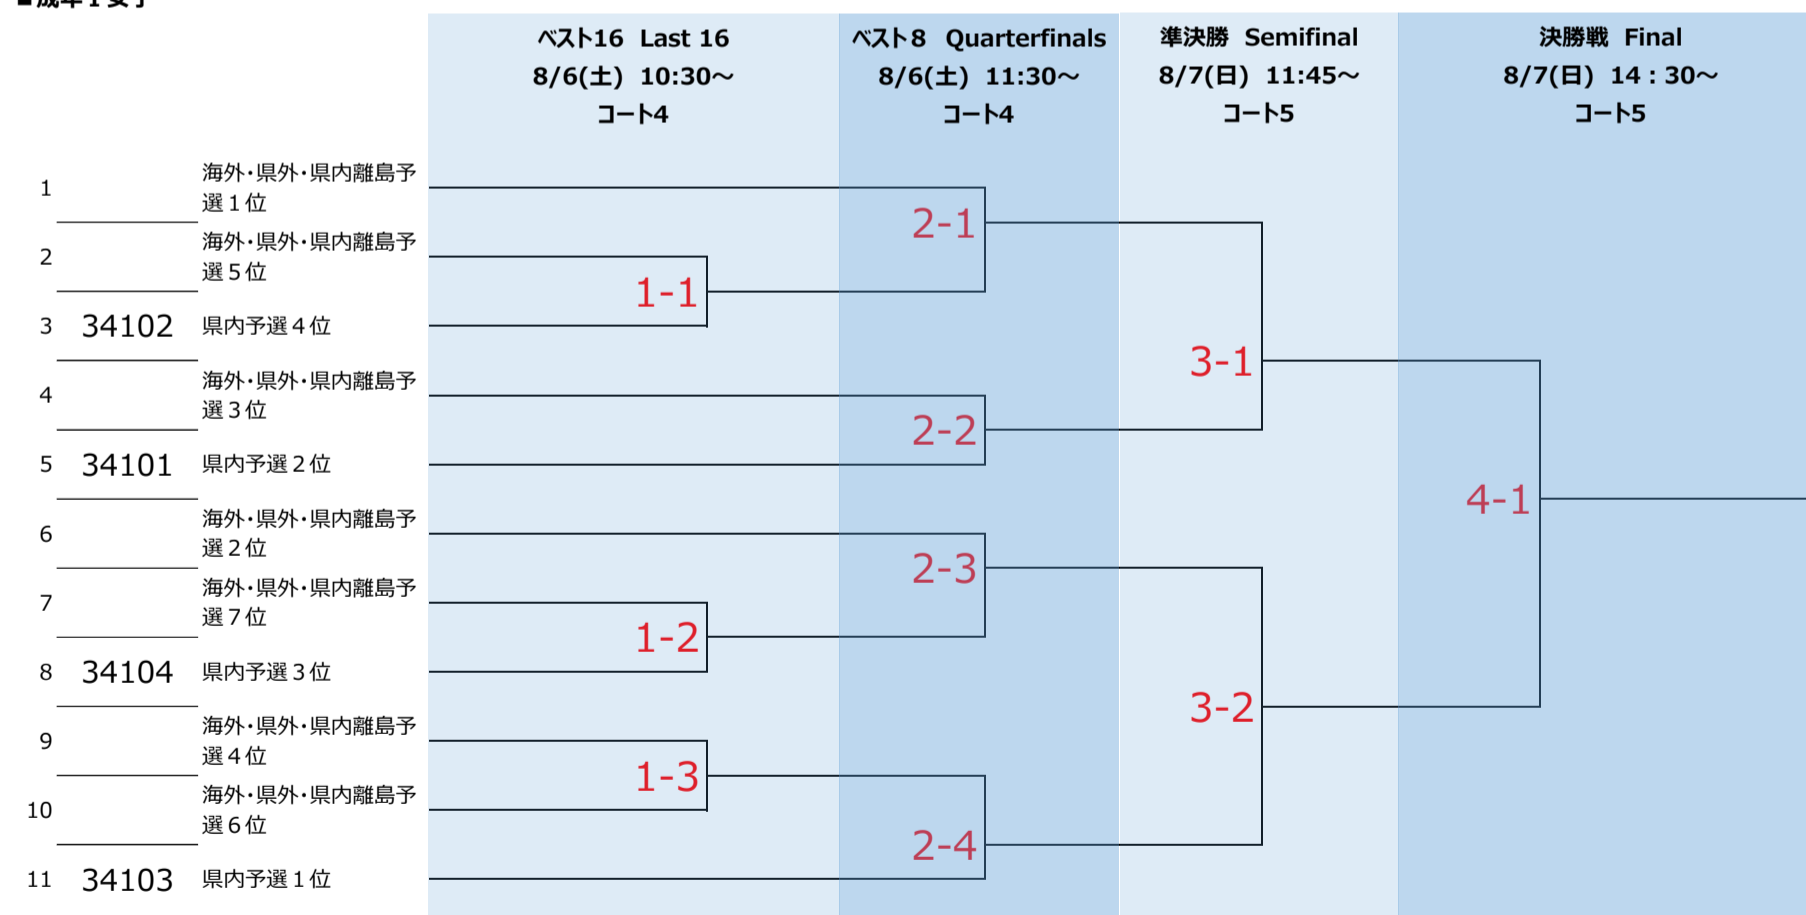 ベスト16 Last 16
8/6(土) 10:30～
コート4
ベスト8 Quarterfinals
8/6(土) 11:30～
コート4
準決勝 Semifinal
8/7(日) 11:45～
コート5
決勝戦 Final
8/7(日) 14：30～
コート5
1
海外・県外・県内離島予
選１位
2
海外・県外・県内離島予
選５位
3 34102 県内予選４位
4
海外・県外・県内離島予
選３位
5 34101 県内予選２位
6
海外・県外・県内離島予
選２位
7
海外・県外・県内離島予
選７位
8 34104 県内予選３位
9
海外・県外・県内離島予
選４位
10
海外・県外・県内離島予
選６位
11 34103 県内予選１位
1-1
1-2
1-3
2-1
2-2
2-3
2-4
3-1
3-2
4-1